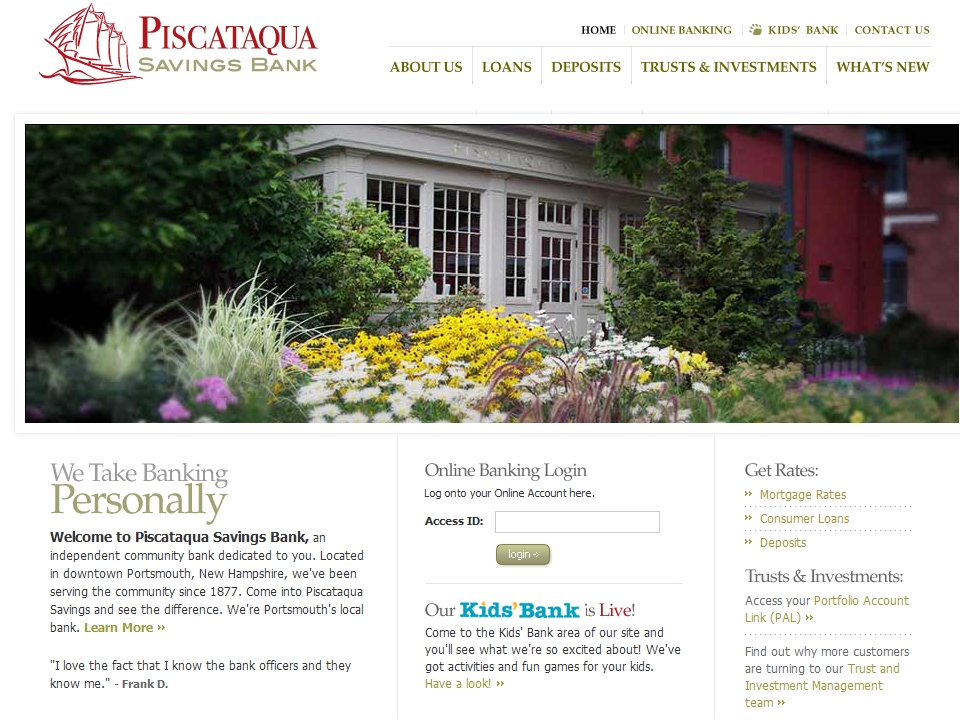 PISCATAQUA
SAVINGS BANK
HOME
ONLINE BANKING
KIDS' BANK
CONTACT US
ABOUT US
LOANS
DEPOSITS
TRUSTS & INVESTMENTS
WHAT'S NEW
PISCATAQUA
We Take Banking
Personally
Welcome to Piscataqua Savings Bank, an
independent community bank dedicated to you. Located
in downtown Portsmouth, New Hampshire, we've been
serving the community since 1877. Come into Piscataqua
Savings and see the difference. We're Portsmouth's local
bank. Learn More ››
"I love the fact that I know the bank officers and they
know me." - Frank D.
Online Banking Login
Log onto your Online Account here.
Access ID:
login
Our Kids' Bank is Live!
Come to the Kids' Bank area of our site and
you'll see what we're so excited about! We've
got activities and fun games for your kids.
Have a look! ››
Get Rates:
›› Mortgage Rates
›› Consumer Loans
›› Deposits
Trusts & Investments:
Access your Portfolio Account
Link (PAL) ››
Find out why more customers
are turning to our Trust and
Investment Management
team ››